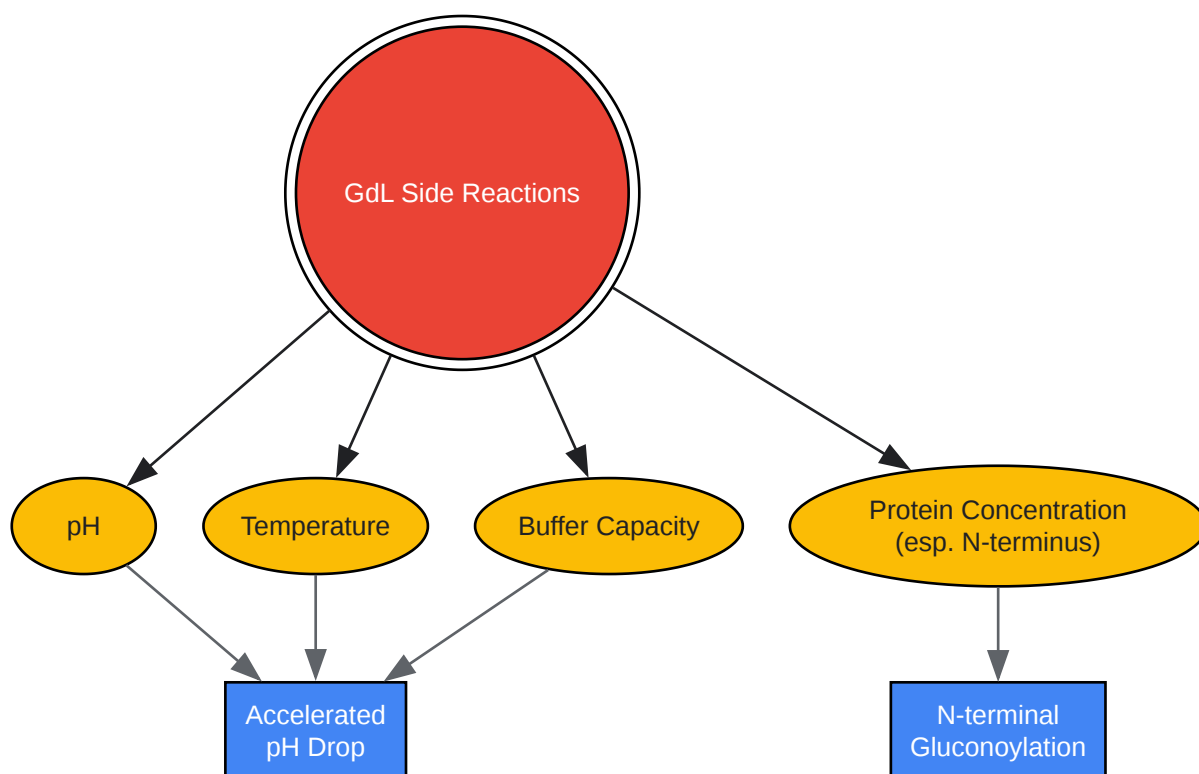 GdL Side Reactions
pH
Temperature
Buffer Capacity
Protein Concentration
(esp. N-terminus)
Accelerated
pH Drop
N-terminal
Gluconoylation